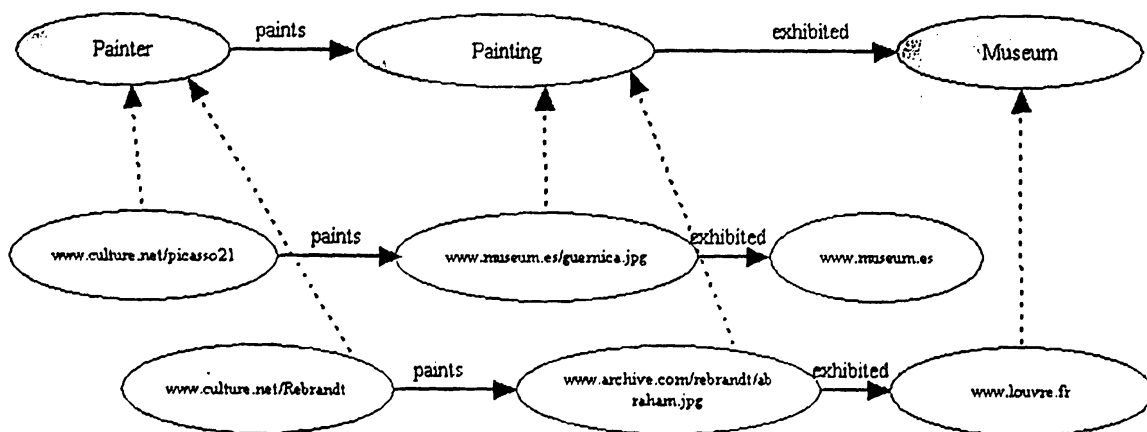 Painter
paints
Painting
exhibited
Museum
www.culture.net/picasso21
paints
www.museum.es/guernica.jpg
exhibited
www.museum.es
www.culture.net/Rebrandt
paints
www.archive.com/rebrandt/ab
raham.jpg
exhibited
www.louvre.fr